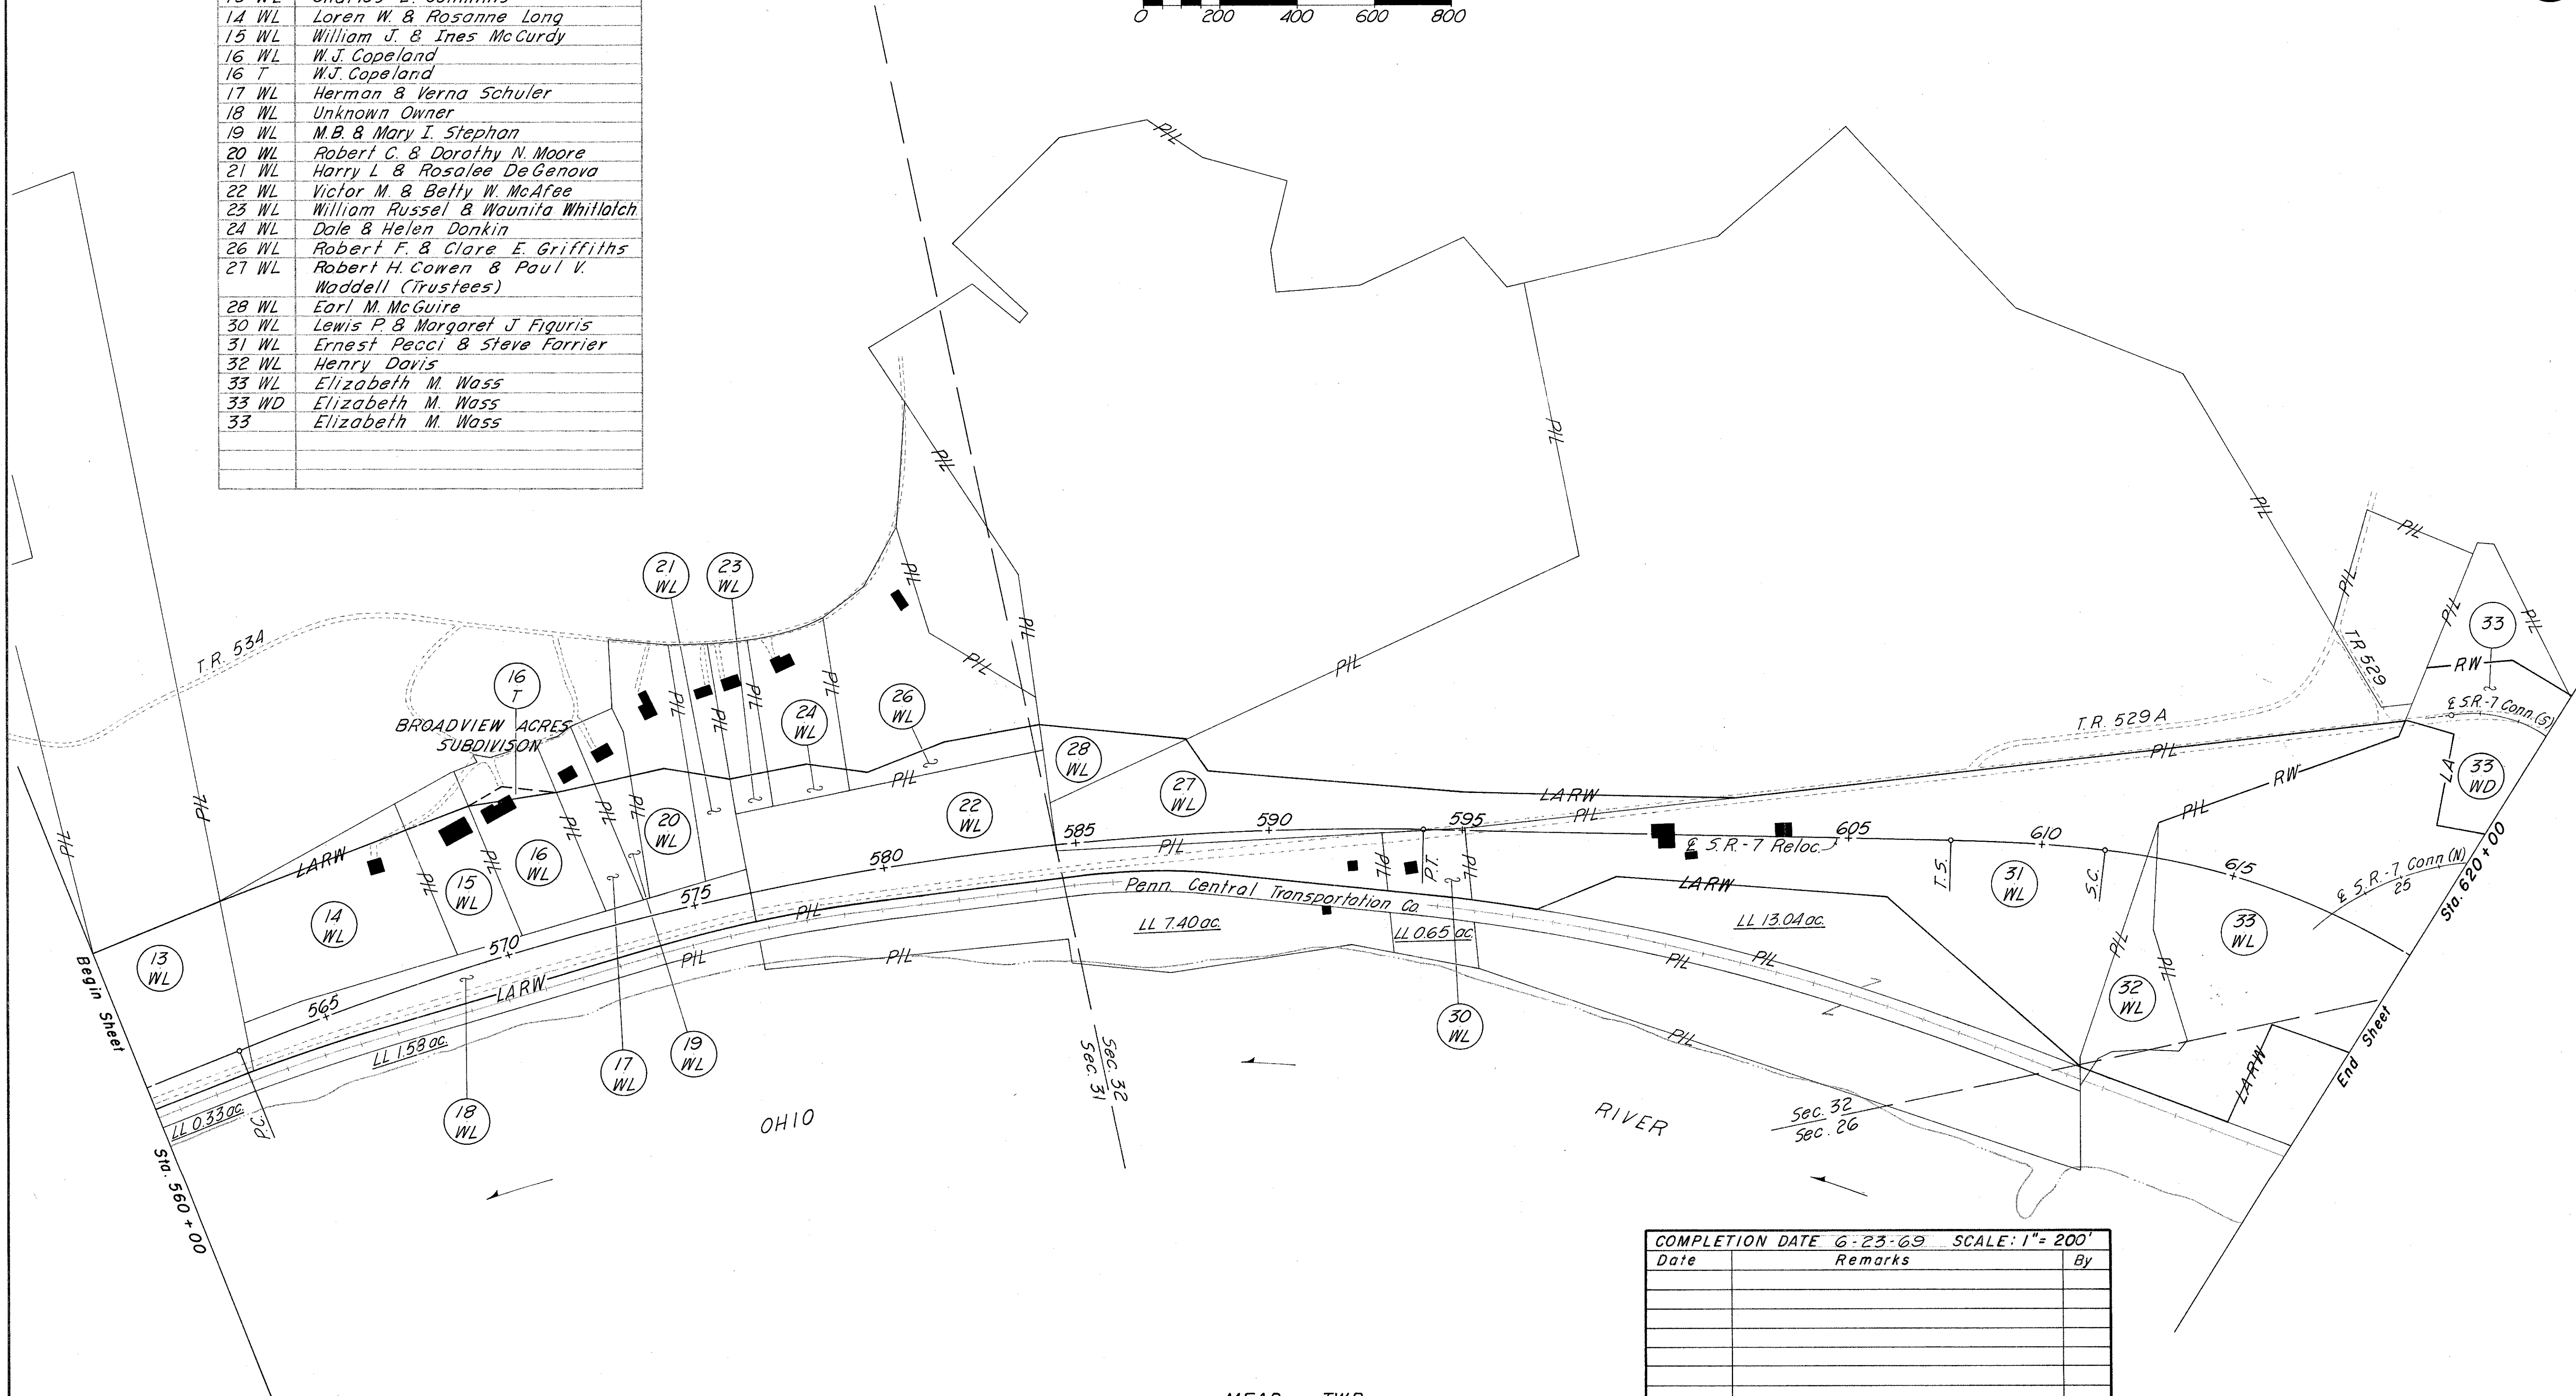 14 WL Loren W. & Rosanne Long
15 WL William J. & Ines McCurdy
16 WL W.J. Copeland
16 T W.J. Copeland
17 WL Herman & Verna Schuler
18 WL Unknown Owner
19 WL M.B. & Mary I. Stephan
20 WL Robert C. & Dorothy N. Moore
21 WL Harry L & Rosalee DeGenova
22 WL Victor M. & Betty W. McAfee
23 WL William Russel & Waunita Whitlatch
24 WL Dale & Helen Donkin
26 WL Robert F. & Clare E. Griffiths
27 WL Robert H. Cowen & Paul V.
Waddell (Trustees)
28 WL Earl M. McGuire
30 WL Lewis P. & Margaret J Figuris
31 WL Ernest Pecci & Steve Farrier
32 WL Henry Davis
33 WL Elizabeth M. Wass
33 WD Elizabeth M. Wass
33 Elizabeth M. Wass
0 200 400 600 800
P/L
P/L
P/L
P/L
P/L
P/L
21 WL
23 WL
P/L
P/L
33
P/L
P/L
P/L
T.R. 534
16 T
P/L
P/L
TR 529
RW
BROADVIEW ACRES
SUBDIVISON
P/L
P/L
P/L
P/L
24 WL
26 WL
T.R. 529A
₠ S.R.-7 Conn.(S)
28 WL
P/L
P/L
P/L
27 WL
LARW
P/L
RW
P/L
LA
33 WD
P/L
P/L
LARW
P/L
P/L
P/L
P/L
20 WL
22 WL
585
590
595
605
610
615
℄ S.R.-7 Reloc.
P/L
16 WL
15 WL
P/L
P/L
580
575
P/L
P.T.
P/L
T.S.
S.C.
31 WL
℄ S.R.-7 Conn (N)
25
Sta. 620+00
Penn. Central Transportation Co.
LARW
14 WL
P/L
LL 7.40 ac.
LL 0.65 ac.
LL 13.04 ac.
33 WL
13 WL
570
P/L
P/L
P/L
P/L
P/L
P/L
Begin Sheet
565
LARW
32 WL
30 WL
LL 1.58 ac.
17 WL
19 WL
Sec. 32
Sec. 31
P/L
End Sheet
LARW
LL 0.33 ac.
P.C.
18 WL
OHIO
RIVER
Sec. 32
Sec. 26
Sta. 560+00
COMPLETION DATE 6-23-69 SCALE: 1"= 200'
Date Remarks By